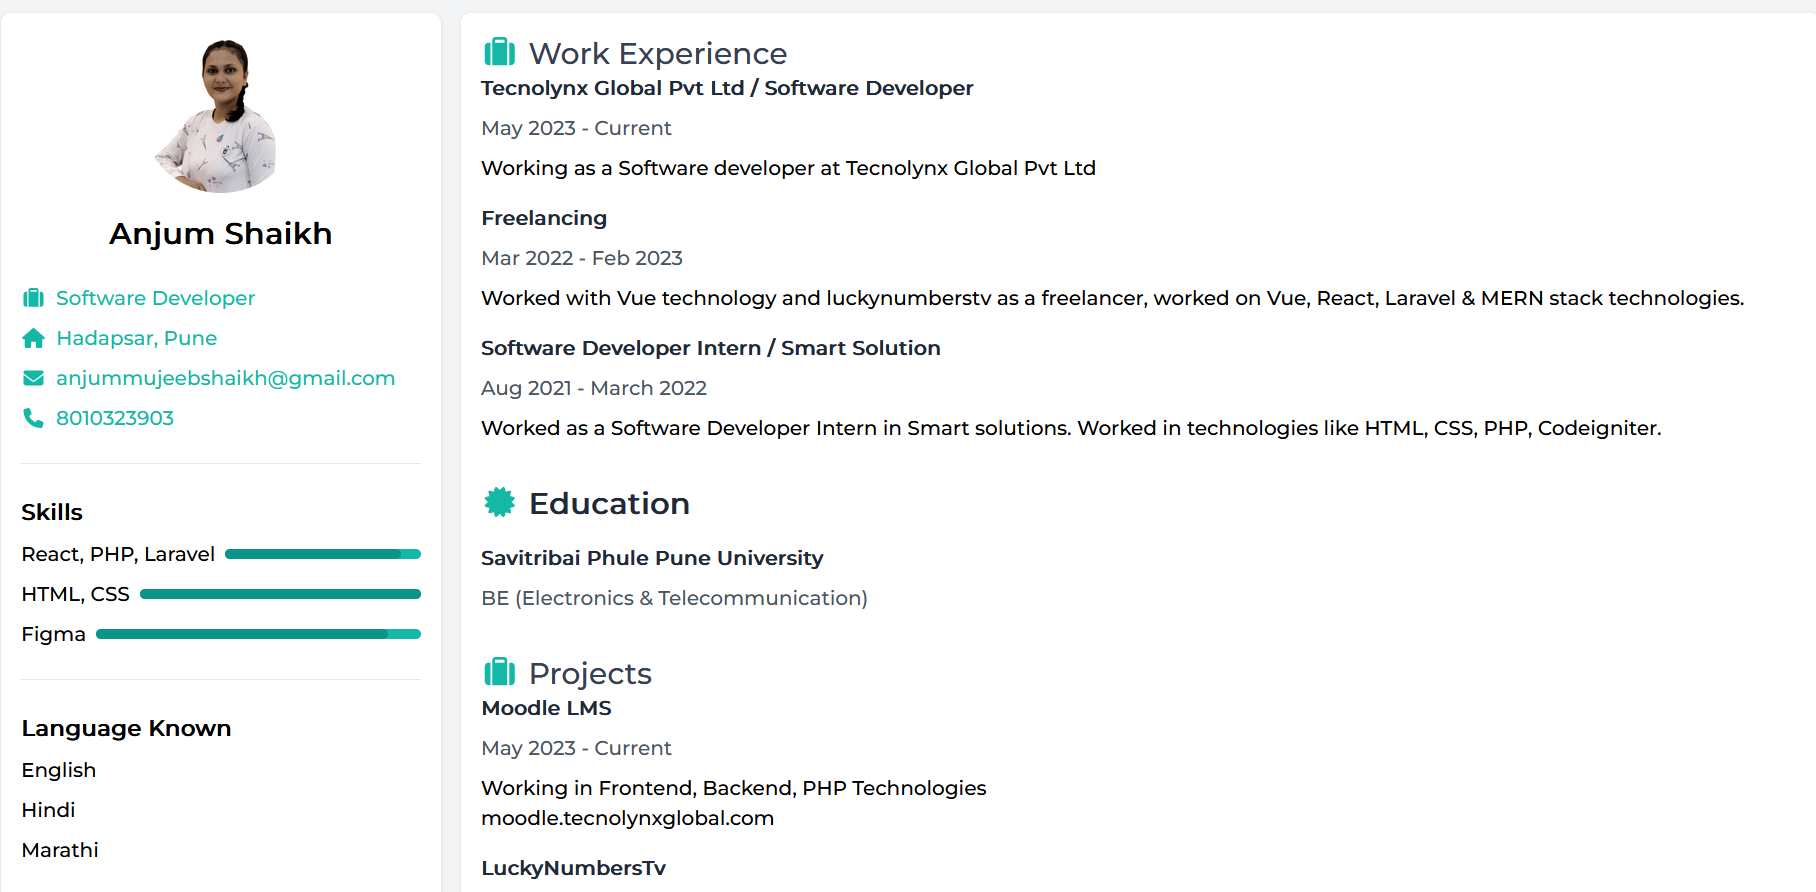 Anjum Shaikh
Software Developer
Hadapsar, Pune
anjummujeebshaikh@gmail.com
8010323903
Skills
React, PHP, Laravel
HTML, CSS
Figma
Language Known
English
Hindi
Marathi
Work Experience
Tecnolynx Global Pvt Ltd / Software Developer
May 2023 - Current
Working as a Software developer at Tecnolynx Global Pvt Ltd
Freelancing
Mar 2022 - Feb 2023
Worked with Vue technology and luckynumberstv as a freelancer, worked on Vue, React, Laravel & MERN stack technologies.
Software Developer Intern / Smart Solution
Aug 2021 - March 2022
Worked as a Software Developer Intern in Smart solutions. Worked in technologies like HTML, CSS, PHP, Codeigniter.
Education
Savitribai Phule Pune University
BE (Electronics & Telecommunication)
Projects
Moodle LMS
May 2023 - Current
Working in Frontend, Backend, PHP Technologies
moodle.tecnolynxglobal.com
LuckyNumbersTv